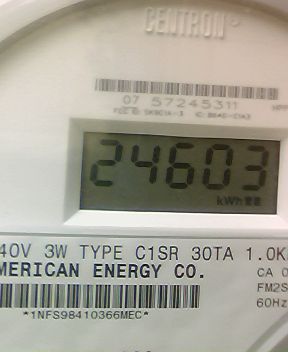 CENTRON
07 57245311
24603
kWh
40V 3W TYPE C1SR 30TA 1.0K
MERICAN ENERGY CO.
CA 0
FM2S
60Hz
*1NFS98410366MEC*